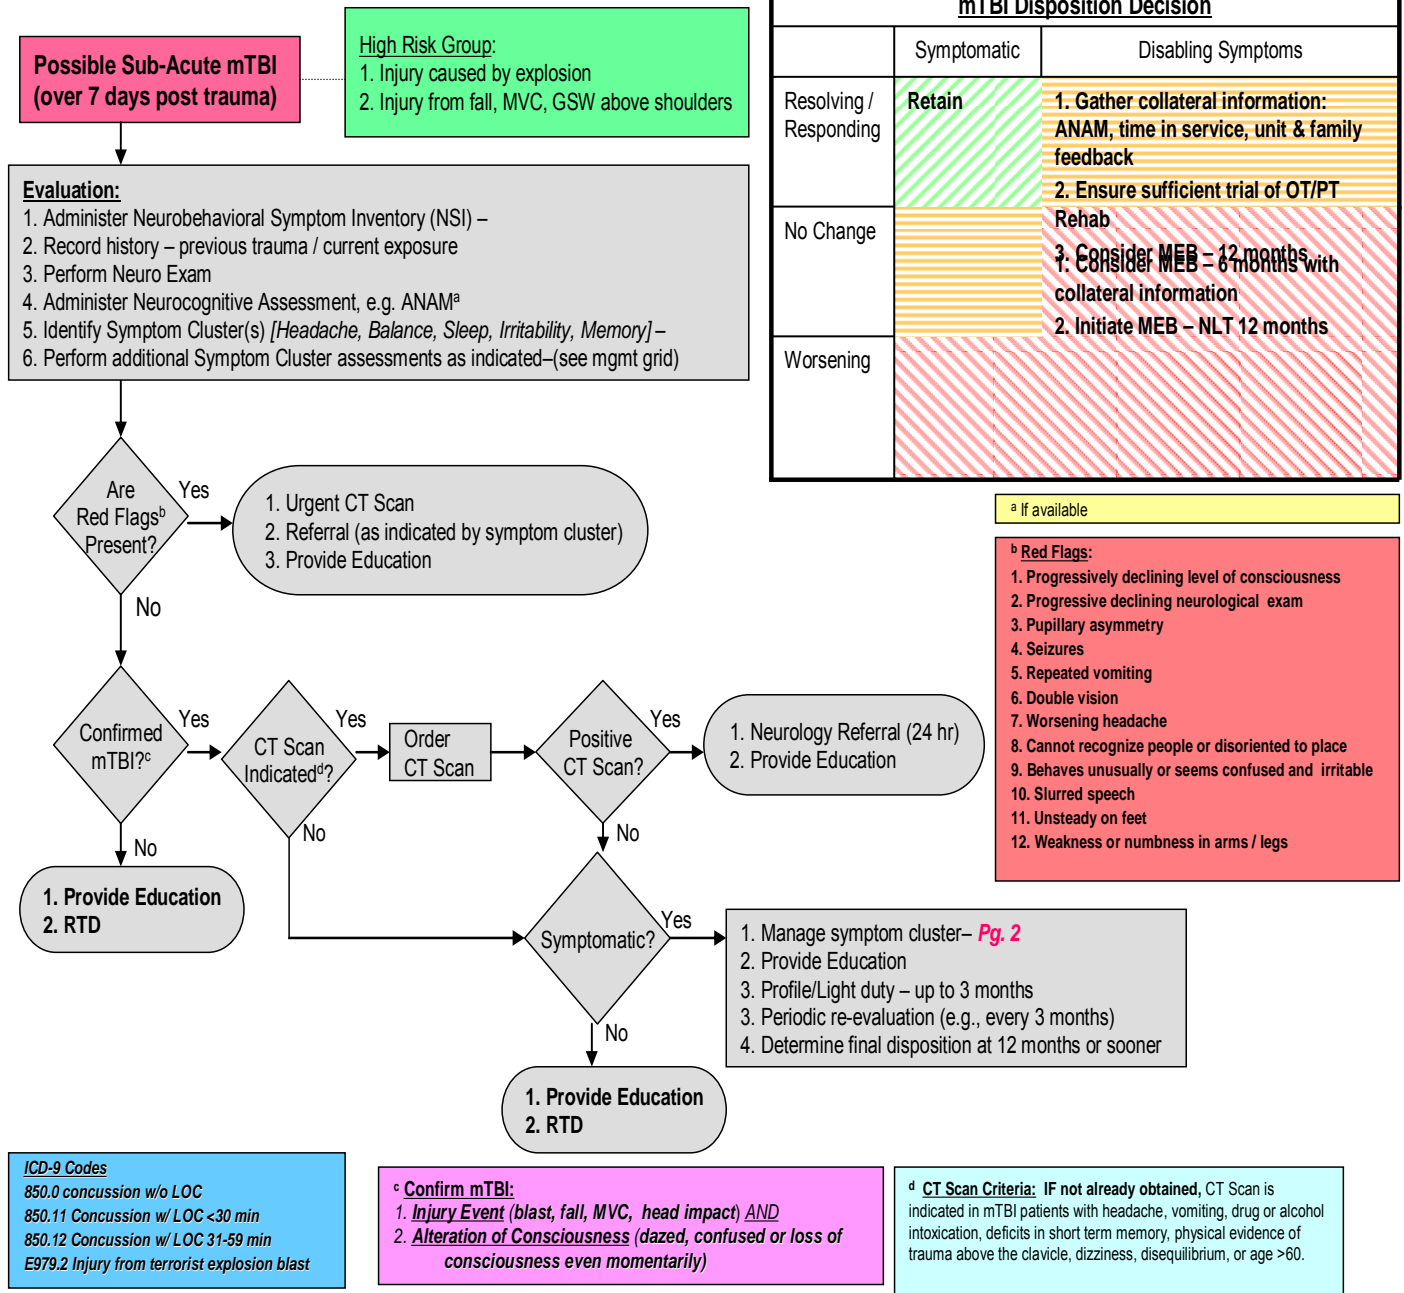 mTBI Disposition Decision
Symptomatic
Disabling Symptoms
Resolving /
Responding
Retain
1. Gather collateral information:
ANAM, time in service, unit & family
feedback
2. Ensure sufficient trial of OT/PT
Rehab
3. Consider MEB – 12 months
No Change
1. Consider MEB – 6 months with
collateral information
2. Initiate MEB – NLT 12 months
Worsening
Possible Sub-Acute mTBI
(over 7 days post trauma)
High Risk Group:
1. Injury caused by explosion
2. Injury from fall, MVC, GSW above shoulders
Evaluation:
1. Administer Neurobehavioral Symptom Inventory (NSI) –
2. Record history – previous trauma / current exposure
3. Perform Neuro Exam
4. Administer Neurocognitive Assessment, e.g. ANAMa
5. Identify Symptom Cluster(s) [Headache, Balance, Sleep, Irritability, Memory] –
6. Perform additional Symptom Cluster assessments as indicated–(see mgmt grid)
Are
Red Flagsb
Present?
Yes
1. Urgent CT Scan
2. Referral (as indicated by symptom cluster)
3. Provide Education
No
Confirmed
mTBI?c
Yes
CT Scan
Indicatedd?
Yes
Order
CT Scan
Positive
CT Scan?
Yes
1. Neurology Referral (24 hr)
2. Provide Education
No
No
No
1. Provide Education
2. RTD
Symptomatic?
Yes
1. Manage symptom cluster– Pg. 2
2. Provide Education
3. Profile/Light duty – up to 3 months
3. Periodic re-evaluation (e.g., every 3 months)
4. Determine final disposition at 12 months or sooner
No
1. Provide Education
2. RTD
a If available
b Red Flags:
1. Progressively declining level of consciousness
2. Progressive declining neurological exam
3. Pupillary asymmetry
4. Seizures
5. Repeated vomiting
6. Double vision
7. Worsening headache
8. Cannot recognize people or disoriented to place
9. Behaves unusually or seems confused and irritable
10. Slurred speech
11. Unsteady on feet
12. Weakness or numbness in arms / legs
ICD-9 Codes
850.0 concussion w/o LOC
850.11 Concussion w/ LOC <30 min
850.12 Concussion w/ LOC 31-59 min
E979.2 Injury from terrorist explosion blast
c Confirm mTBI:
1. Injury Event (blast, fall, MVC, head impact) AND
2. Alteration of Consciousness (dazed, confused or loss of
consciousness even momentarily)
d CT Scan Criteria: IF not already obtained, CT Scan is
indicated in mTBI patients with headache, vomiting, drug or alcohol
intoxication, deficits in short term memory, physical evidence of
trauma above the clavicle, dizziness, disequilibrium, or age >60.